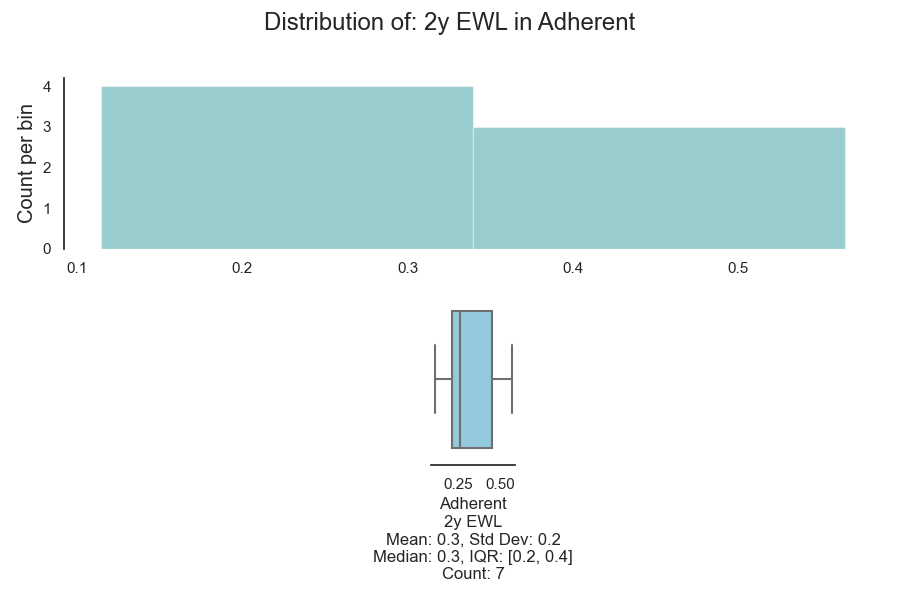 Distribution of: 2y EWL in Adherent
Count per bin
4
3
2
1
0
0.1 0.2 0.3 0.4 0.5
0.25 0.50
Adherent
2y EWL
Mean: 0.3, Std Dev: 0.2
Median: 0.3, IQR: [0.2, 0.4]
Count: 7